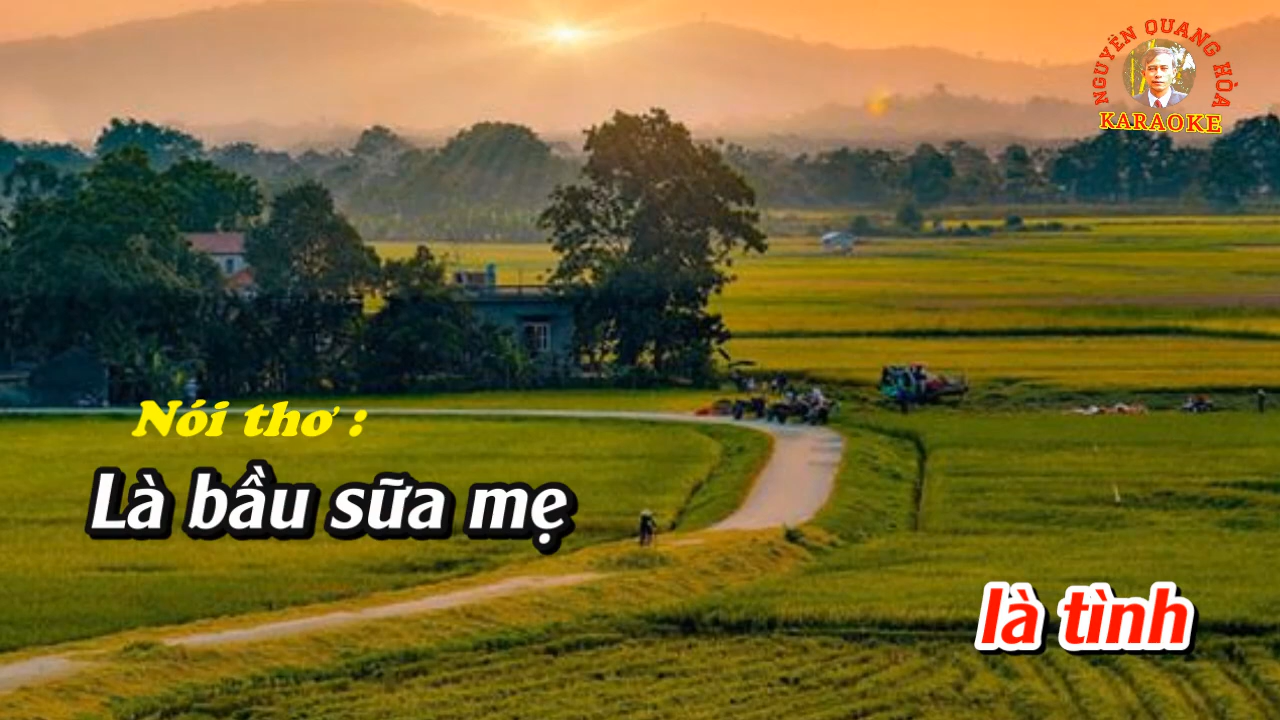 NGUYỄN QUANG HÒA
KARAOKE
Nói thơ :
Là bầu sữa mẹ
là tình